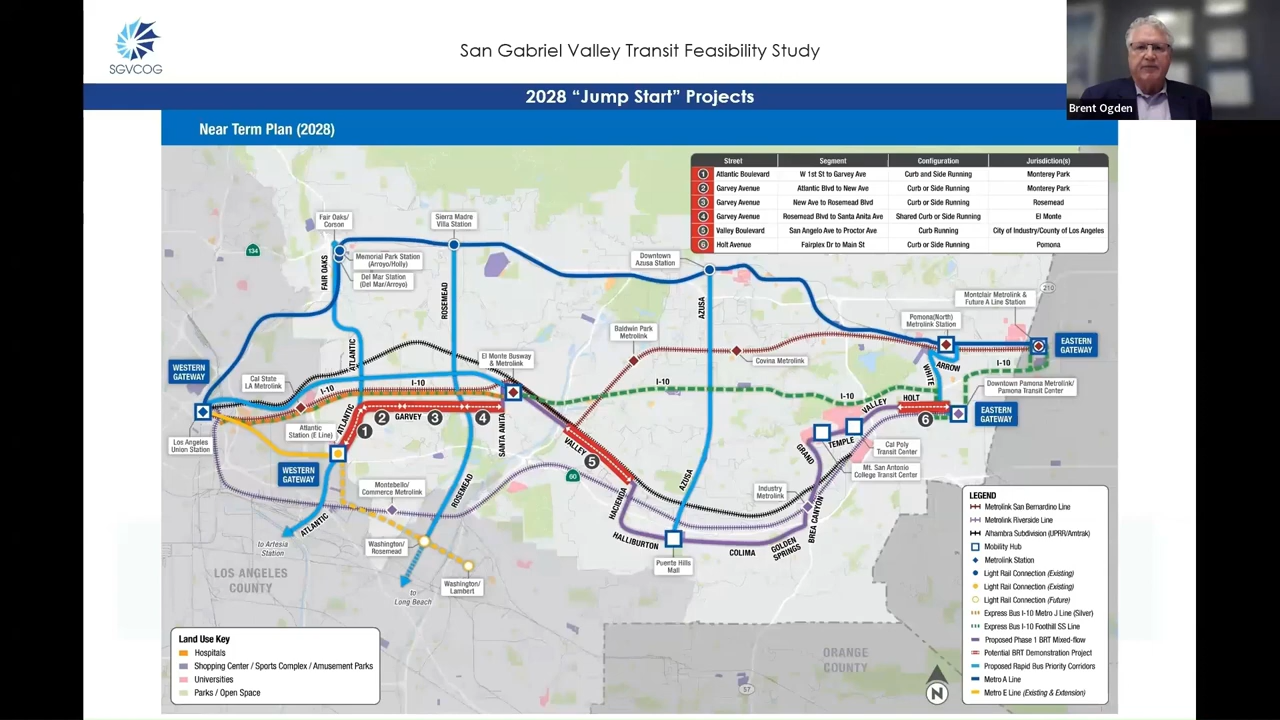 SGVCOG
San Gabriel Valley Transit Feasibility Study
Brent Ogden
2028 “Jump Start” Projects
Near Term Plan (2028)
Street Segment Configuration Jurisdiction(s)
1 Atlantic Boulevard W 1st St to Garvey Ave Curb and Side Running Monterey Park
2 Garvey Avenue Atlantic Blvd to New Ave Curb or Side Running Monterey Park
3 Garvey Avenue New Ave to Rosemead Blvd Curb or Side Running Rosemead
4 Garvey Avenue Rosemead Blvd to Santa Anita Ave Shared Curb or Side Running El Monte
5 Valley Boulevard San Angelo Ave to Proctor Ave Curb Running City of Industry/County of Los Angeles
6 Holt Avenue Fairplex Dr to Main St Curb or Side Running Pomona
Fair Oaks/
Corson
Sierra Madre
Villa Station
134
Memorial Park Station
(Arroyo/Holly)
Del Mar Station
(Del Mar/Arroyo)
FAIR OAKS
ROSEMEAD
Downtown
Azusa Station
AZUSA
210
Montclair Metrolink &
Future A Line Station
Pomona(North)
Metrolink Station
EASTERN
GATEWAY
Baldwin Park
Metrolink
Covina Metrolink
ARROW
WHITE
I-10
Downtown Pomona Metrolink/
Pomona Transit Center
EASTERN
GATEWAY
WESTERN
GATEWAY
Cal State
LA Metrolink
I-10
ATLANTIC
I-10
El Monte Busway
& Metrolink
I-10
I-10
VALLEY
HOLT
6
Los Angeles
Union Station
Atlantic
Station (E Line)
ATLANTIC
1
2
GARVEY
3
4
SANTA ANITA
VALLEY
5
GRAND
TEMPLE
Cal Poly
Transit Center
Mt. San Antonio
College Transit Center
WESTERN
GATEWAY
Montebello/
Commerce Metrolink
ROSEMEAD
60
HACIENDA
AZUSA
Industry
Metrolink
BREA CANYON
ATLANTIC
to Artesia
Station
Washington/
Rosemead
HALLIBURTON
COLIMA
GOLDEN
SPRINGS
Puente Hills
Mall
LOS ANGELES
COUNTY
Washington/
Lambert
to
Long Beach
ORANGE
COUNTY
57
N
Land Use Key
Hospitals
Shopping Center / Sports Complex / Amusement Parks
Universities
Parks / Open Space
LEGEND
Metrolink San Bernardino Line
Metrolink Riverside Line
Alhambra Subdivision (UPRR/Amtrak)
Mobility Hub
Metrolink Station
Light Rail Connection (Existing)
Light Rail Connection (Existing)
Light Rail Connection (Future)
Express Bus I-10 Metro J Line (Silver)
Express Bus I-10 Foothill SS Line
Proposed Phase 1 BRT Mixed-flow
Potential BRT Demonstration Project
Proposed Rapid Bus Priority Corridors
Metro A Line
Metro E Line (Existing & Extension)